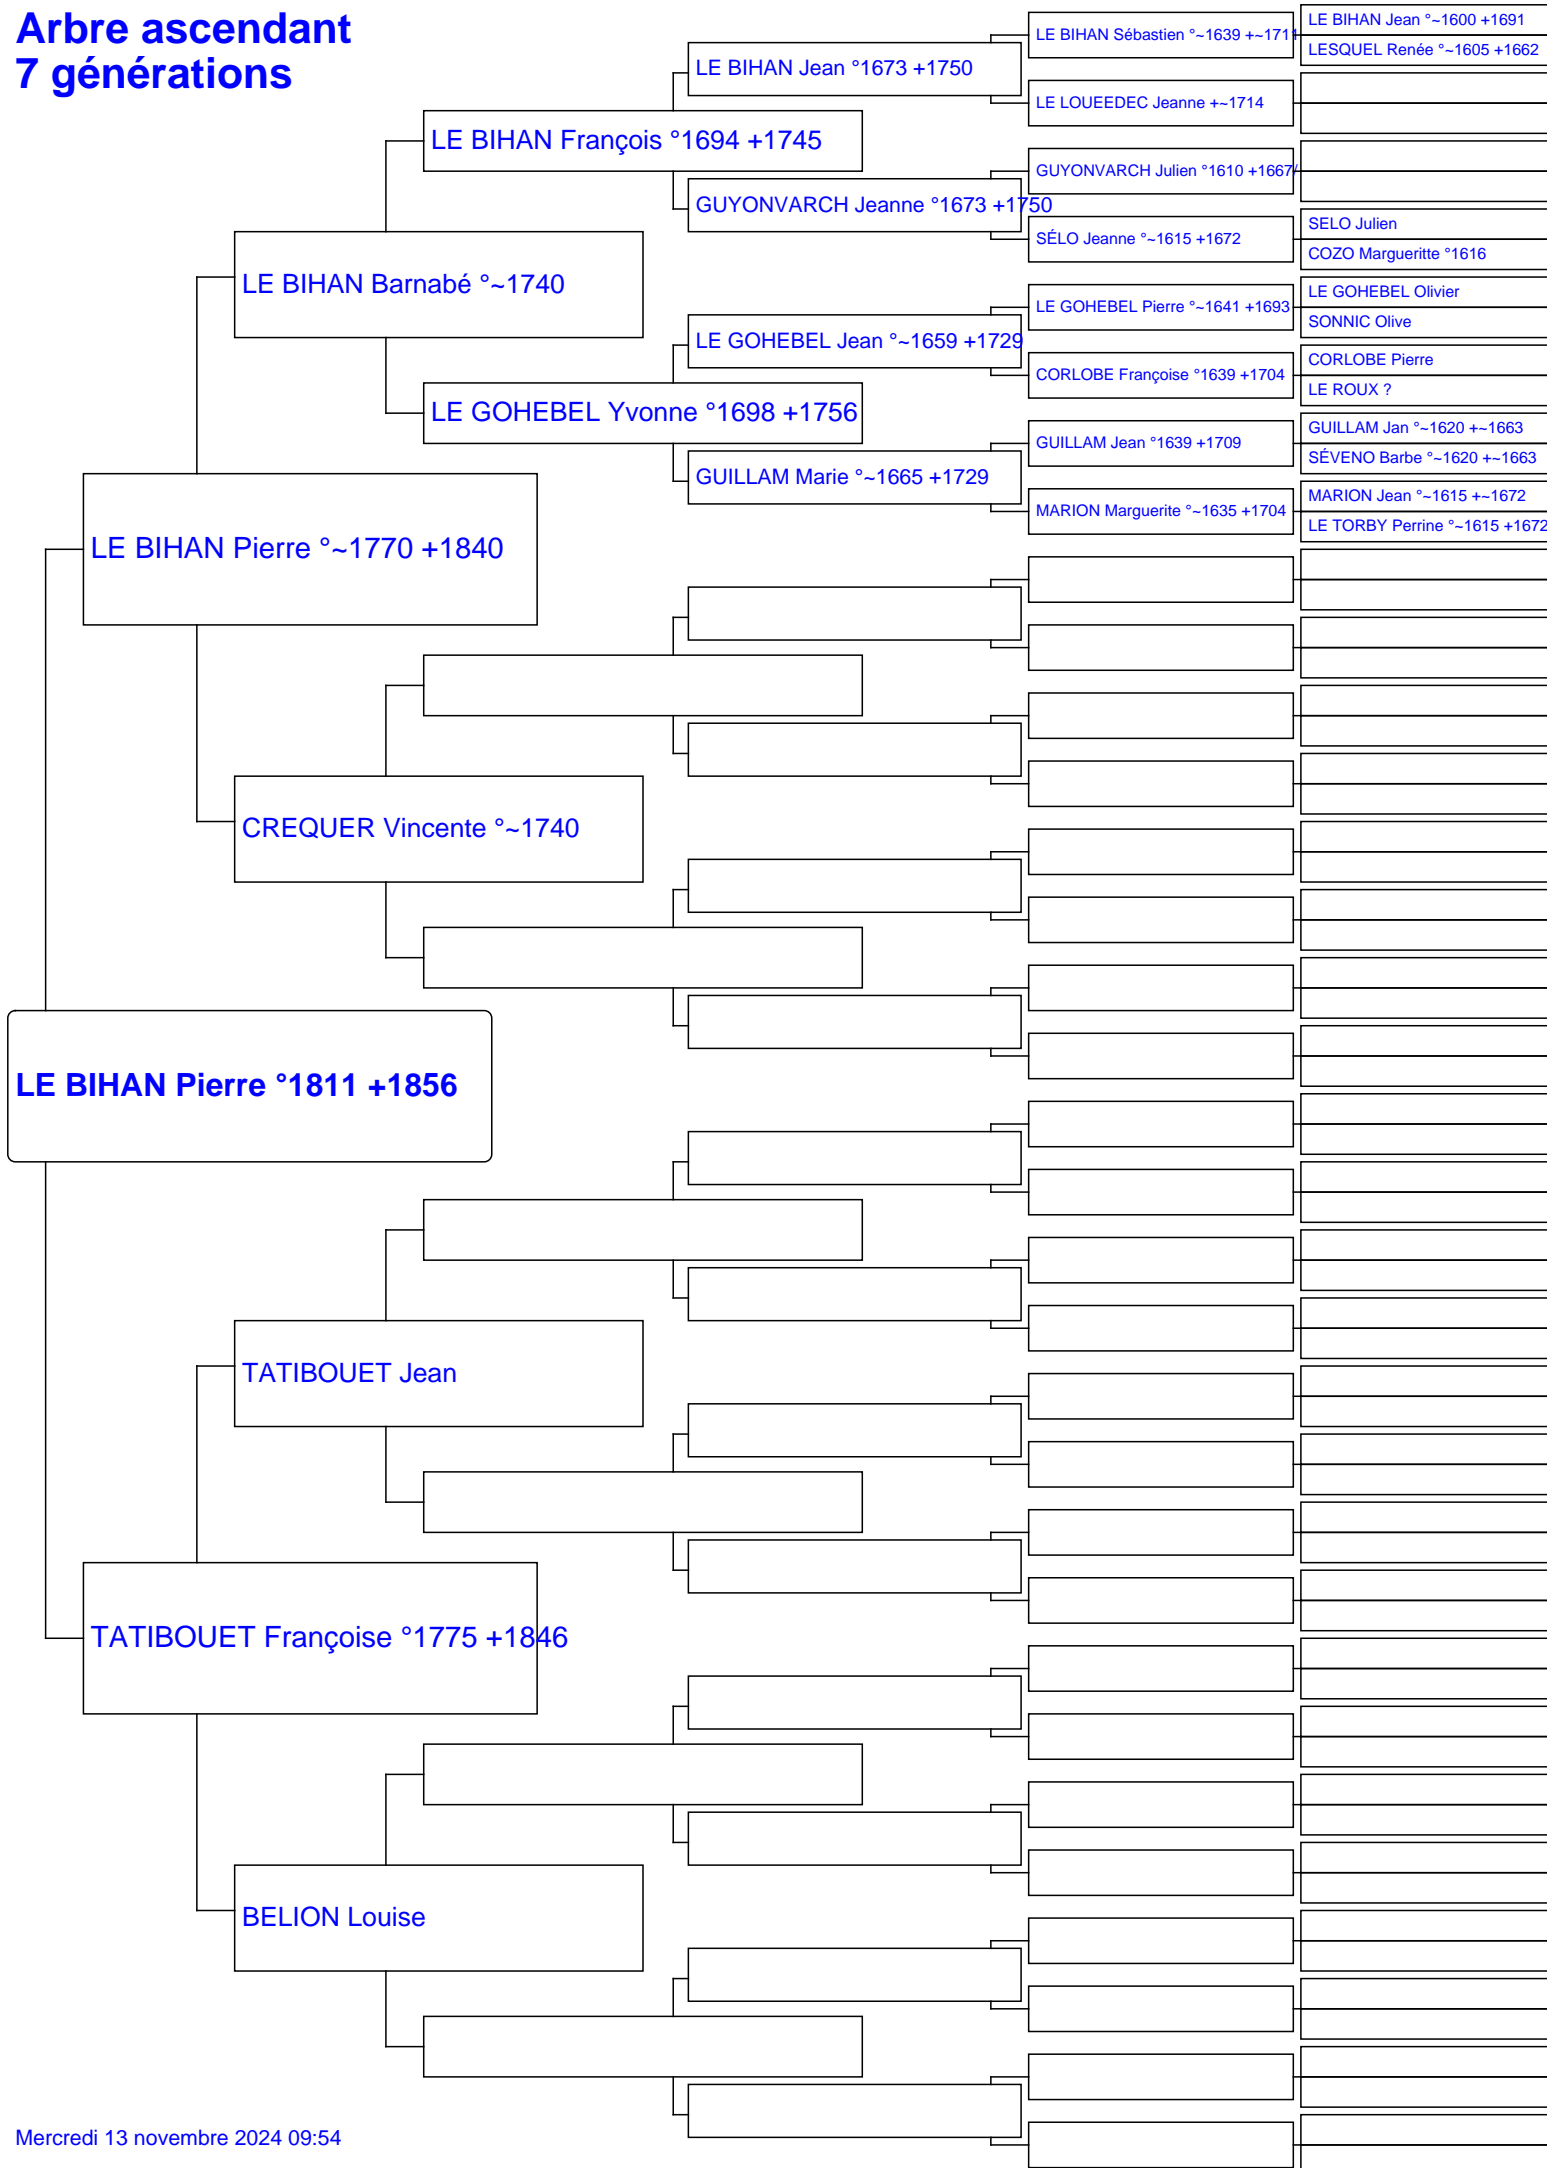 Arbre ascendant
7 générations
LE BIHAN Pierre °1811 +1856
LE BIHAN Pierre °~1770 +1840
TATIBOUET Françoise °1775 +1846
LE BIHAN Barnabé °~1740
CREQUER Vincente °~1740
TATIBOUET Jean
BELION Louise
LE BIHAN François °1694 +1745
LE GOHEBEL Yvonne °1698 +1756
LE BIHAN Jean °1673 +1750
GUYONVARCH Jeanne °1673 +1750
LE GOHEBEL Jean °~1659 +1729
GUILLAM Marie °~1665 +1729
LE BIHAN Sébastien °~1639 +~1711
LE LOUEEDEC Jeanne +~1714
GUYONVARCH Julien °1610 +1667/
SÉLO Jeanne °~1615 +1672
LE GOHEBEL Pierre °~1641 +1693
CORLOBE Françoise °1639 +1704
GUILLAM Jean °1639 +1709
MARION Marguerite °~1635 +1704
LE BIHAN Jean °~1600 +1691
LESQUEL Renée °~1605 +1662
SELO Julien
COZO Margueritte °1616
LE GOHEBEL Olivier
SONNIC Olive
CORLOBE Pierre
LE ROUX ?
GUILLAM Jan °~1620 +~1663
SÉVENO Barbe °~1620 +~1663
MARION Jean °~1615 +~1672
LE TORBY Perrine °~1615 +1672
Mercredi 13 novembre 2024 09:54